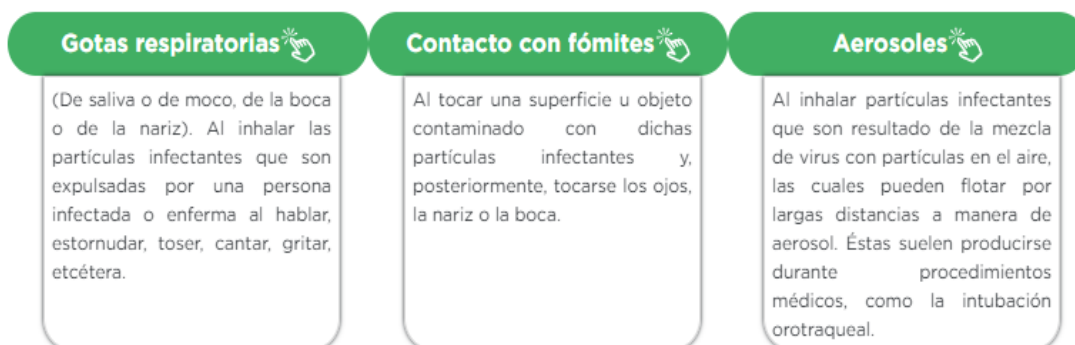 Gotas respiratorias
(De saliva o de moco, de la boca
o de la nariz). Al inhalar las
partículas infectantes que son
expulsadas por una persona
infectada o enferma al hablar,
estornudar, toser, cantar, gritar,
etcétera.
Contacto con fómites
Al tocar una superficie u objeto
contaminado con dichas
partículas infectantes y,
posteriormente, tocarse los ojos,
la nariz o la boca.
Aerosoles
Al inhalar partículas infectantes
que son resultado de la mezcla
de virus con partículas en el aire,
las cuales pueden flotar por
largas distancias a manera de
aerosol. Éstas suelen producirse
durante procedimientos
médicos, como la intubación
orotraqueal.